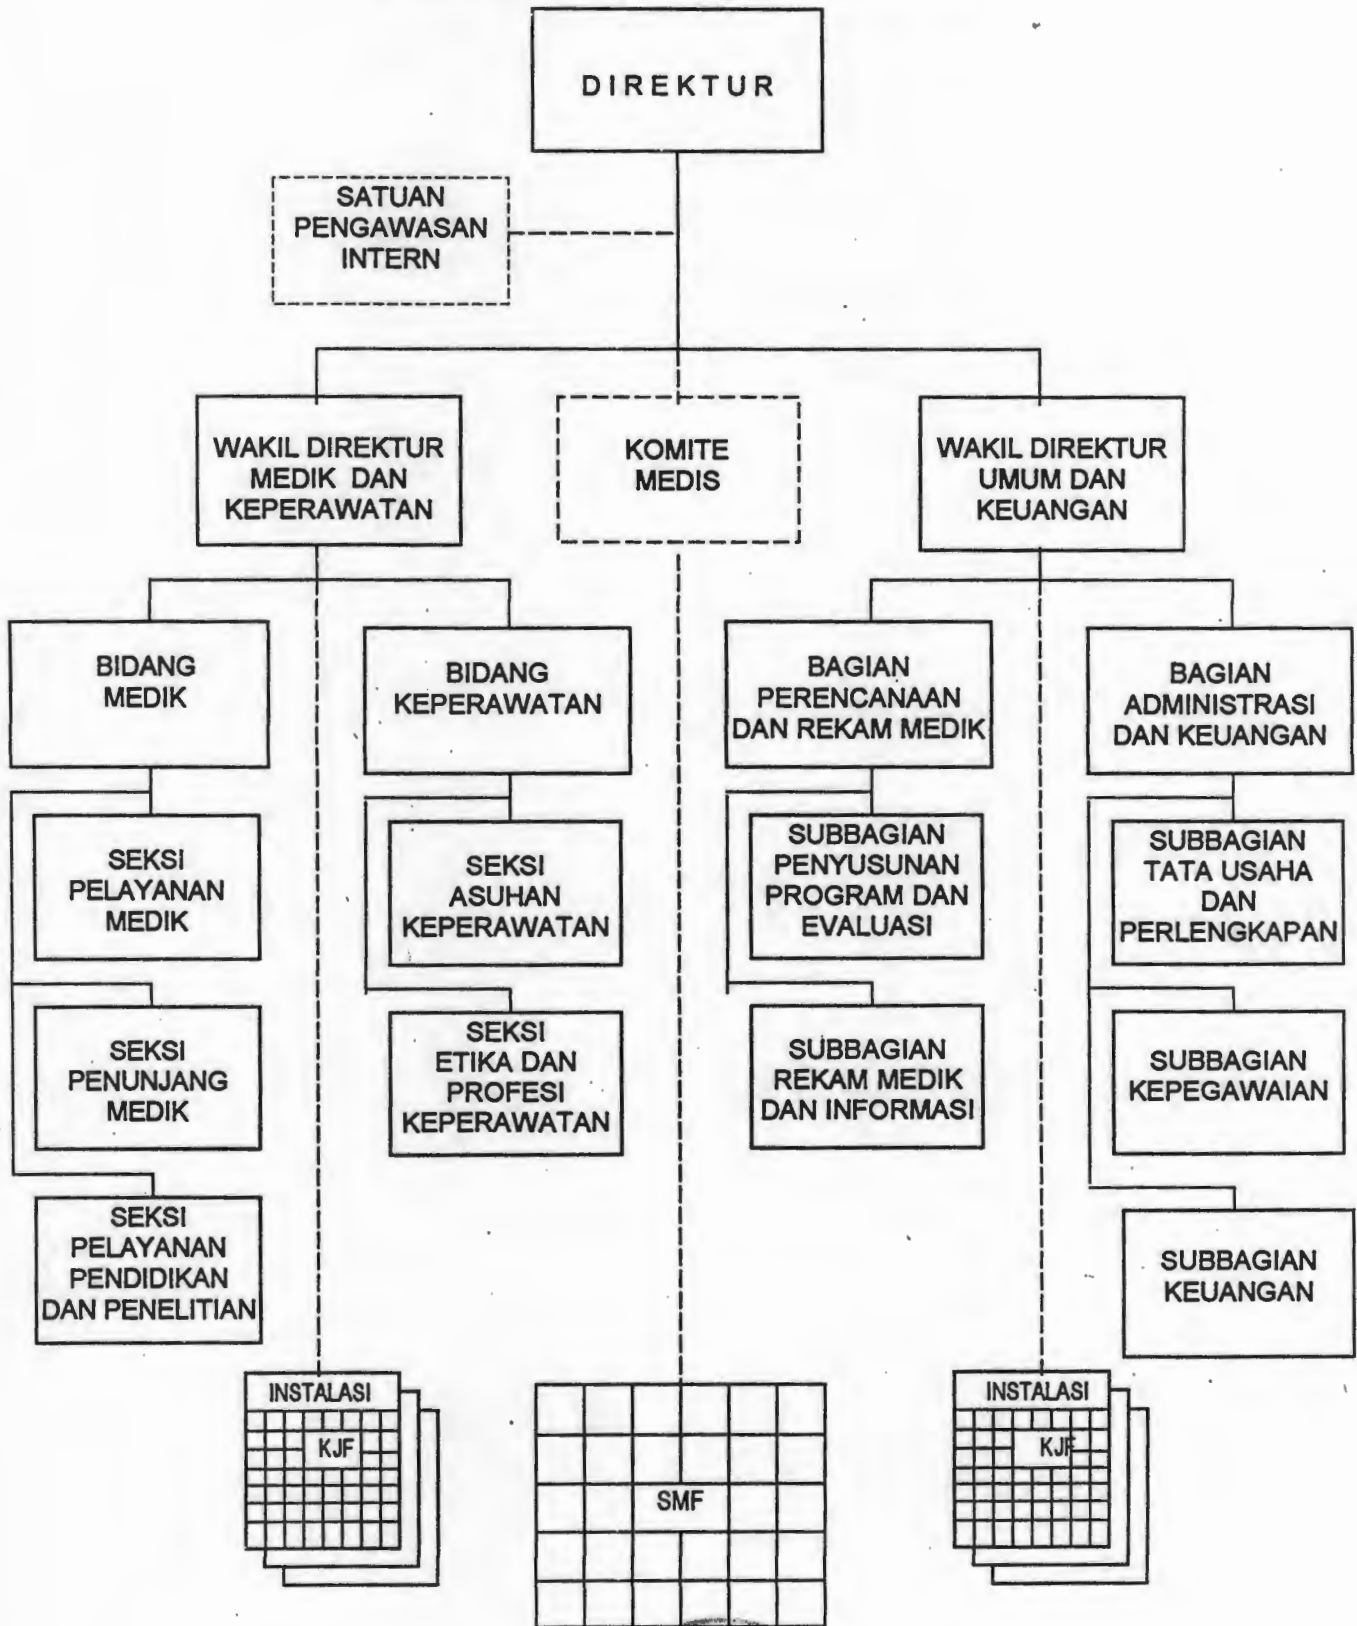 DIREKTUR
SATUAN
PENGAWASAN
INTERN
WAKIL DIREKTUR
MEDIK DAN
KEPERAWATAN
KOMITE
MEDIS
WAKIL DIREKTUR
UMUM DAN
KEUANGAN
BIDANG
MEDIK
BIDANG
KEPERAWATAN
BAGIAN
PERENCANAAN
DAN REKAM MEDIK
BAGIAN
ADMINISTRASI
DAN KEUANGAN
SEKSI
PELAYANAN
MEDIK
SEKSI
ASUHAN
KEPERAWATAN
SUBBAGIAN
PENYUSUNAN
PROGRAM DAN
EVALUASI
SUBBAGIAN
TATA USAHA
DAN
PERLENGKAPAN
SEKSI
PENUNJANG
MEDIK
SEKSI
ETIKA DAN
PROFESI
KEPERAWATAN
SUBBAGIAN
REKAM MEDIK
DAN INFORMASI
SUBBAGIAN
KEPEGAWAIAN
SEKSI
PELAYANAN
PENDIDIKAN
DAN PENELITIAN
SUBBAGIAN
KEUANGAN
INSTALASI
KJF
SMF
INSTALASI
KJF